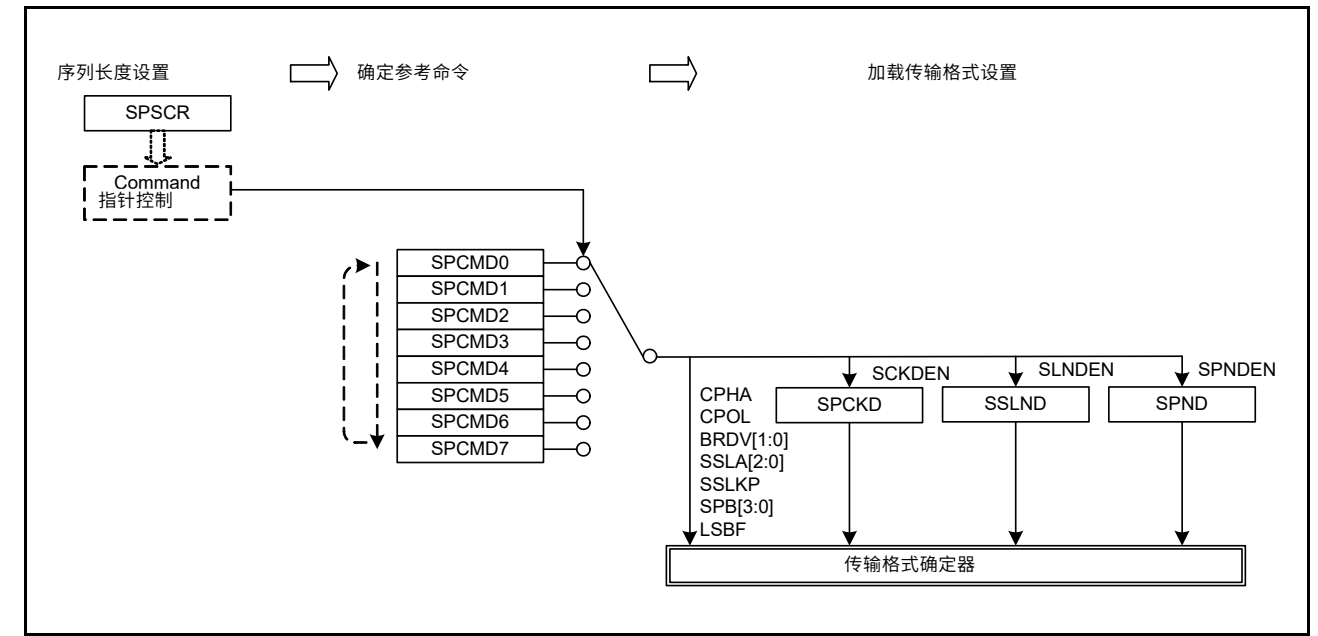 序列长度设置
确定参考命令
加载传输格式设置
SPSCR
Command
指针控制
SPCMD0
SPCMD1
SPCMD2
SPCMD3
SPCMD4
SPCMD5
SPCMD6
SPCMD7
SCKDEN
SLNDEN
SPNDEN
SPCKD
SSLND
SPND
CPHA
CPOL
BRDV[1:0]
SSLA[2:0]
SSLKP
SPB[3:0]
LSBF
传输格式确定器